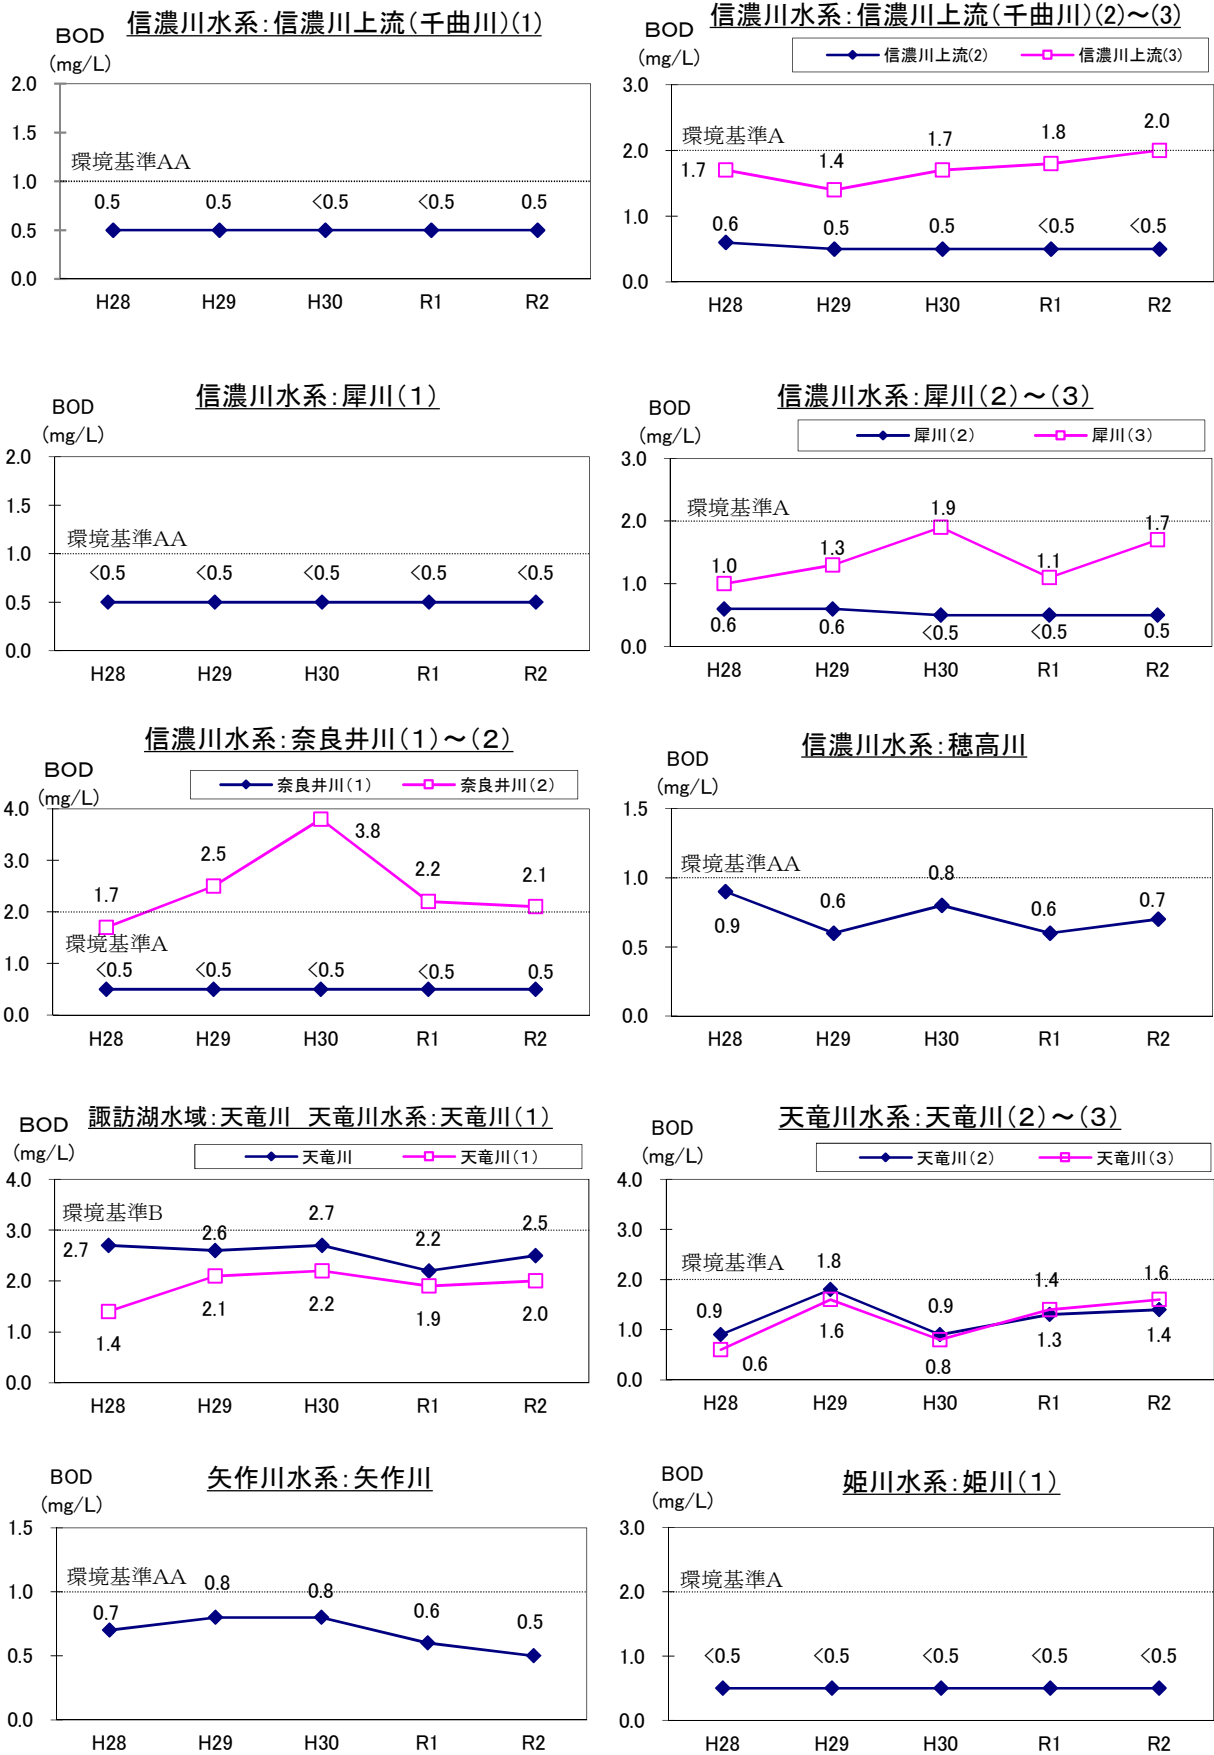 信濃川水系:信濃川上流(千曲川)(1)
BOD
(mg/L)
2.0
1.5
環境基準AA
1.0
0.5 0.5 <0.5 <0.5 0.5
0.5
0.0
H28 H29 H30 R1 R2
信濃川水系:信濃川上流(千曲川)(2)～(3)
BOD
(mg/L)
信濃川上流(2) 信濃川上流(3)
3.0
環境基準A
2.0
1.7 1.4 1.7 1.8 2.0
1.0
0.6 0.5 0.5 <0.5 <0.5
0.0
H28 H29 H30 R1 R2
信濃川水系:犀川(1)
BOD
(mg/L)
2.0
1.5
環境基準AA
1.0
<0.5 <0.5 <0.5 <0.5 <0.5
0.5
0.0
H28 H29 H30 R1 R2
信濃川水系:犀川(2)～(3)
BOD
(mg/L)
犀川(2) 犀川(3)
3.0
環境基準A
2.0
1.0 1.3 1.9 1.1 1.7
1.0
0.6 0.6 <0.5 <0.5 0.5
0.0
H28 H29 H30 R1 R2
信濃川水系:奈良井川(1)～(2)
BOD
(mg/L)
奈良井川(1) 奈良井川(2)
4.0
3.0
1.7 2.5 3.8 2.2 2.1
2.0
環境基準A
1.0
<0.5 <0.5 <0.5 <0.5 0.5
0.0
H28 H29 H30 R1 R2
信濃川水系:穂高川
BOD
(mg/L)
1.5
環境基準AA
1.0
0.9 0.6 0.8 0.6 0.7
0.5
0.0
H28 H29 H30 R1 R2
諏訪湖水域:天竜川 天竜川水系:天竜川(1)
BOD
(mg/L)
天竜川 天竜川(1)
4.0
環境基準B
3.0
2.7 2.6 2.7 2.2 2.5
2.0
1.4 2.1 2.2 1.9 2.0
1.0
0.0
H28 H29 H30 R1 R2
天竜川水系:天竜川(2)～(3)
BOD
(mg/L)
天竜川(2) 天竜川(3)
4.0
3.0
環境基準A
2.0
0.9 1.8 0.9 1.4 1.6
1.0
0.6 1.6 0.8 1.3 1.4
0.0
H28 H29 H30 R1 R2
矢作川水系:矢作川
BOD
(mg/L)
1.5
環境基準AA
1.0
0.7 0.8 0.8 0.6 0.5
0.5
0.0
H28 H29 H30 R1 R2
姫川水系:姫川(1)
BOD
(mg/L)
3.0
環境基準A
2.0
1.0
<0.5 <0.5 <0.5 <0.5 <0.5
0.0
H28 H29 H30 R1 R2